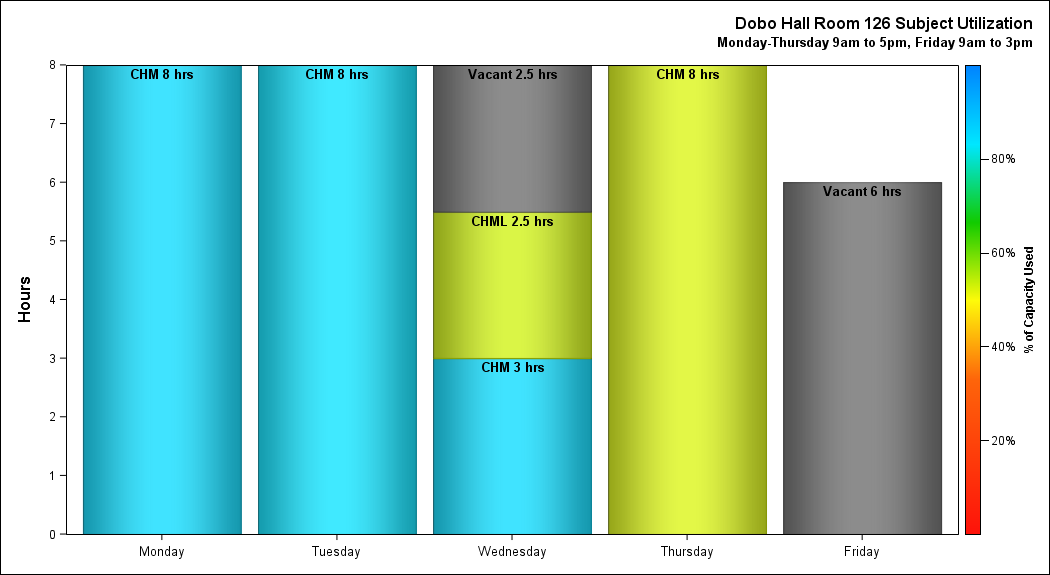 Dobo Hall Room 126 Subject Utilization
Monday-Thursday 9am to 5pm, Friday 9am to 3pm
8
7
6
5
4
3
2
1
0
Hours
CHM 8 hrs
CHM 8 hrs
Vacant 2.5 hrs
CHML 2.5 hrs
CHM 3 hrs
CHM 8 hrs
Vacant 6 hrs
Monday
Tuesday
Wednesday
Thursday
Friday
80%
60%
40%
20%
% of Capacity Used